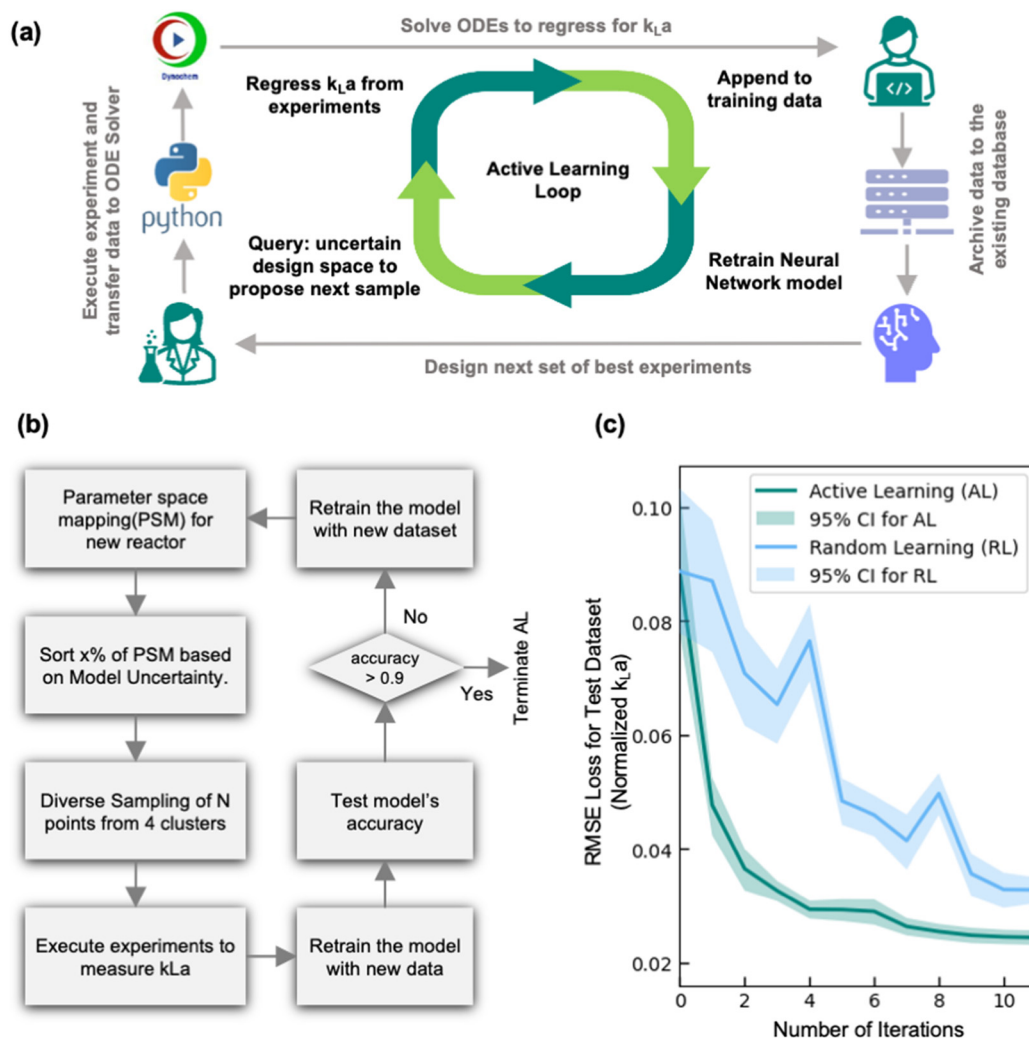 (a)
Solve ODEs to regress for kLa
Dynochem
Regress kLa from
experiments
Append to
training data
Execute experiment and
transfer data to ODE Solver
python
Active Learning
Loop
Archive data to the
existing database
Query: uncertain
design space to
propose next sample
Retrain Neural
Network model
Design next set of best experiments
(b)
Parameter space
mapping(PSM) for
new reactor
Retrain the model
with new dataset
No
Sort x% of PSM based
on Model Uncertainty.
accuracy
> 0.9
Yes
Terminate AL
Diverse Sampling of N
points from 4 clusters
Test model's
accuracy
Execute experiments to
measure kLa
Retrain the model
with new data
(c)
Active Learning (AL)
95% CI for AL
Random Learning (RL)
95% CI for RL
RMSE Loss for Test Dataset
(Normalized kLa)
0.10
0.08
0.06
0.04
0.02
0
2
4
6
8
10
Number of Iterations